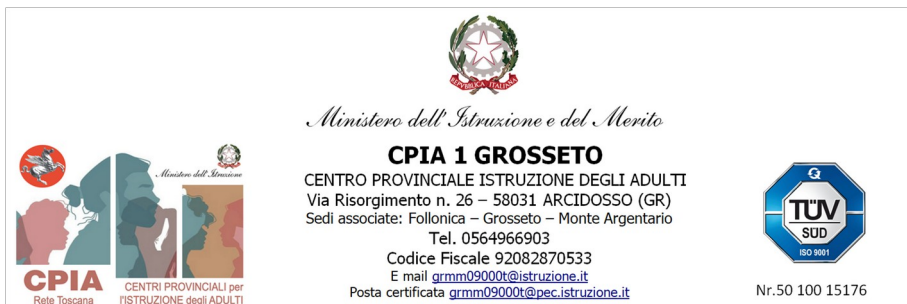 REPVBBLICA ITALIANA
Ministero dell'Istruzione e del Merito
CPIA 1 GROSSETO
CENTRO PROVINCIALE ISTRUZIONE DEGLI ADULTI
Via Risorgimento n. 26 – 58031 ARCIDOSSO (GR)
Sedi associate: Follonica – Grosseto – Monte Argentario
Tel. 0564966903
Codice Fiscale 92082870533
E mail grmm09000t@istruzione.it
Posta certificata grmm09000t@pec.istruzione.it
Ministero dell'Istruzione
CPIA
Rete Toscana
CENTRI PROVINCIALI per
l'ISTRUZIONE degli ADULTI
TÜV
SÜD
ISO 9001
Nr.50 100 15176